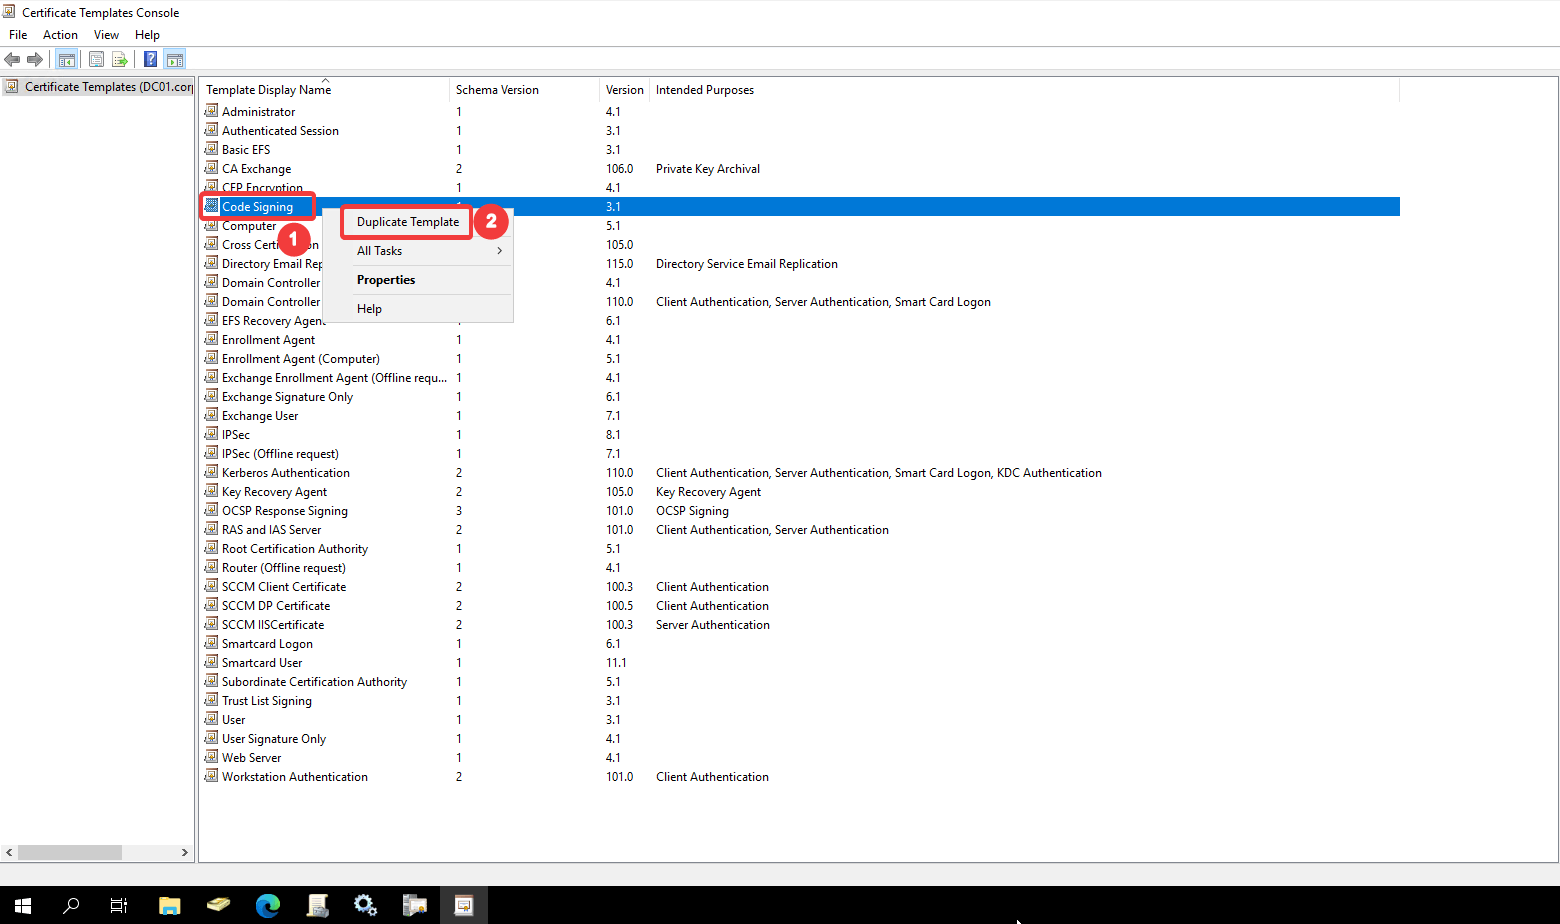 Certificate Templates Console
File Action View Help
Certificate Templates (DC01.cor
Template Display Name Schema Version Version Intended Purposes
Administrator 1 4.1
Authenticated Session 1 3.1
Basic EFS 1 3.1
CA Exchange 2 106.0 Private Key Archival
CEP Encryption 1 4.1
Code Signing 3.1
Computer 5.1
Cross Certi on 105.0
Directory Email Rep 115.0 Directory Service Email Replication
Domain Controller 4.1
Domain Controller 110.0 Client Authentication, Server Authentication, Smart Card Logon
EFS Recovery Agent 6.1
Enrollment Agent 1 4.1
Enrollment Agent (Computer) 1 5.1
Exchange Enrollment Agent (Offline requ... 1 4.1
Exchange Signature Only 1 6.1
Exchange User 1 7.1
IPSec 1 8.1
IPSec (Offline request) 1 7.1
Kerberos Authentication 2 110.0 Client Authentication, Server Authentication, Smart Card Logon, KDC Authentication
Key Recovery Agent 2 105.0 Key Recovery Agent
OCSP Response Signing 3 101.0 OCSP Signing
RAS and IAS Server 2 101.0 Client Authentication, Server Authentication
Root Certification Authority 1 5.1
Router (Offline request) 1 4.1
SCCM Client Certificate 2 100.3 Client Authentication
SCCM DP Certificate 2 100.5 Client Authentication
SCCM IISCertificate 2 100.3 Server Authentication
Smartcard Logon 1 6.1
Smartcard User 1 11.1
Subordinate Certification Authority 1 5.1
Trust List Signing 1 3.1
User 1 3.1
User Signature Only 1 4.1
Web Server 1 4.1
Workstation Authentication 2 101.0 Client Authentication
1
Duplicate Template 2
All Tasks
Properties
Help